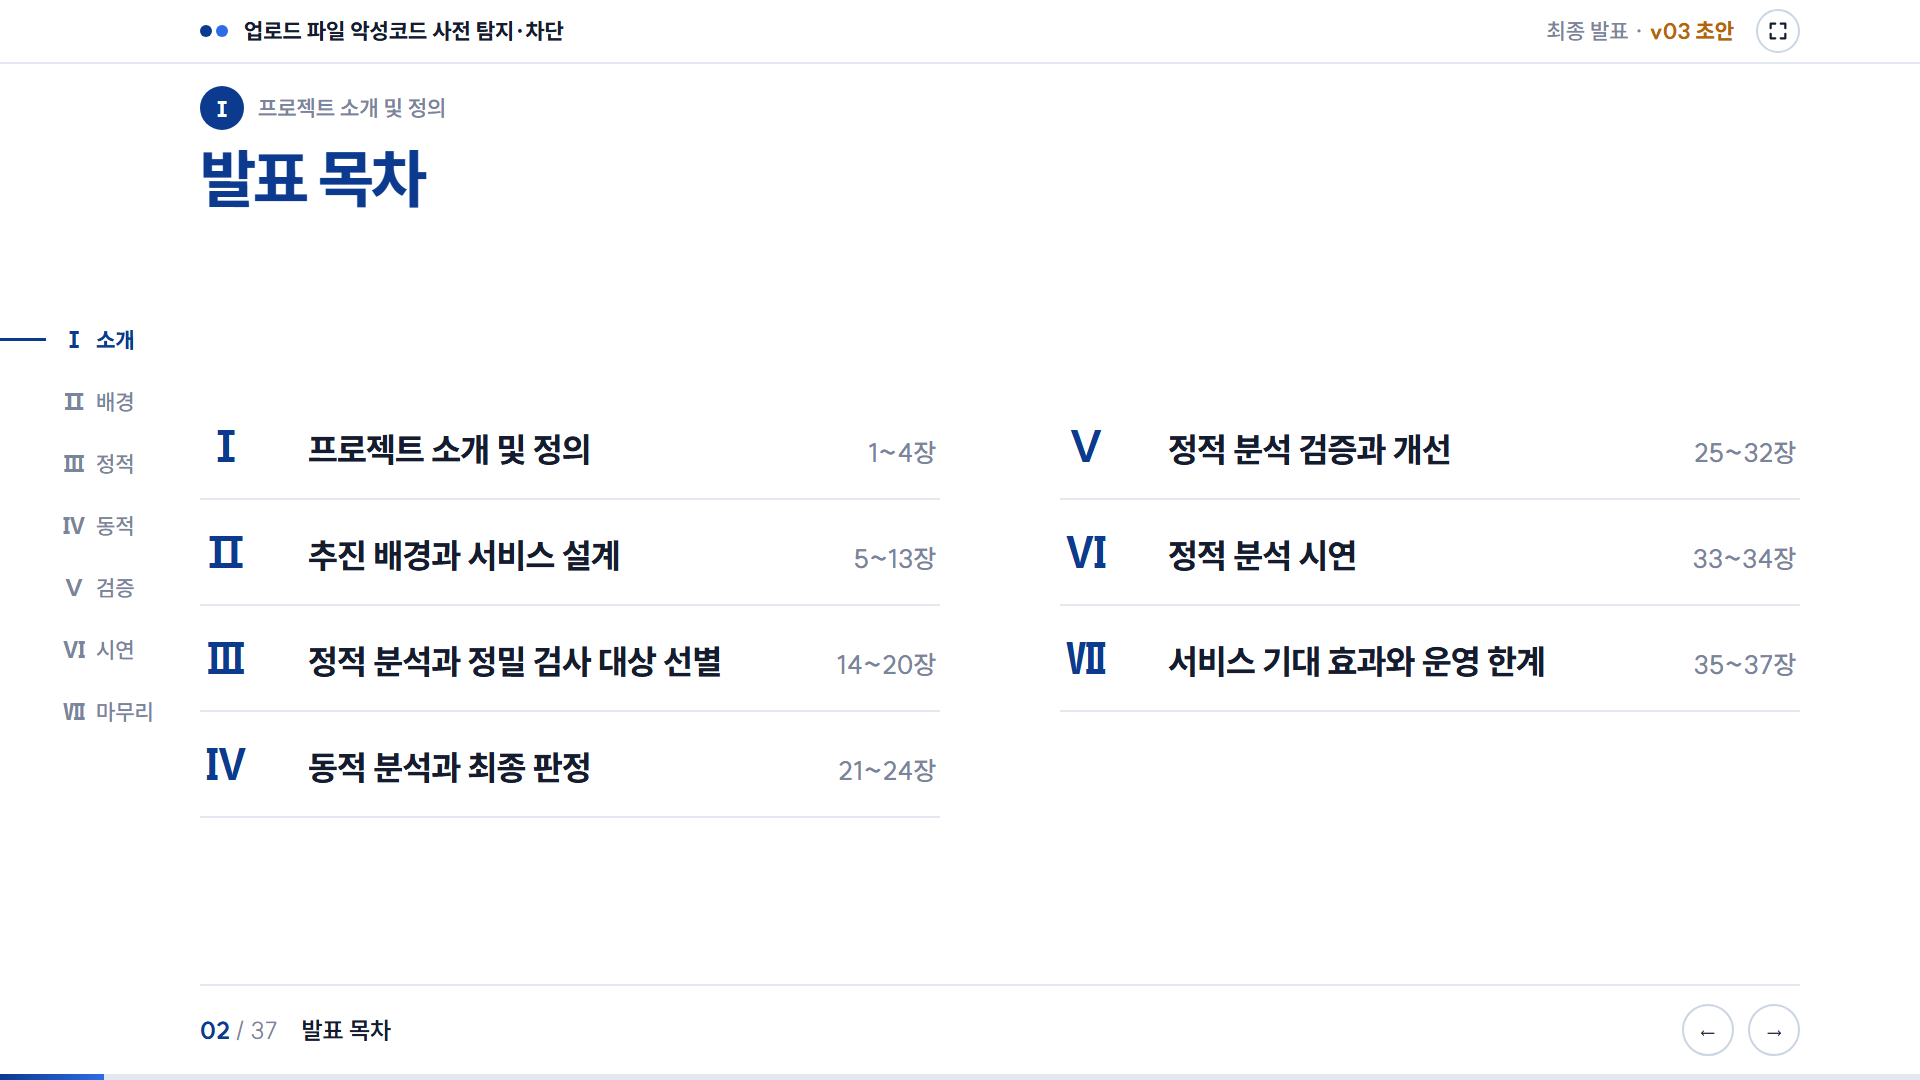 업로드 파일 악성코드 사전 탐지·차단
최종 발표 · v03 초안
I 프로젝트 소개 및 정의
발표 목차
I 소개
II 배경
III 정적
IV 동적
V 검증
VI 시연
VII 마무리
I 프로젝트 소개 및 정의 1~4장
II 추진 배경과 서비스 설계 5~13장
III 정적 분석과 정밀 검사 대상 선별 14~20장
IV 동적 분석과 최종 판정 21~24장
V 정적 분석 검증과 개선 25~32장
VI 정적 분석 시연 33~34장
VII 서비스 기대 효과와 운영 한계 35~37장
02 / 37 발표 목차
← →